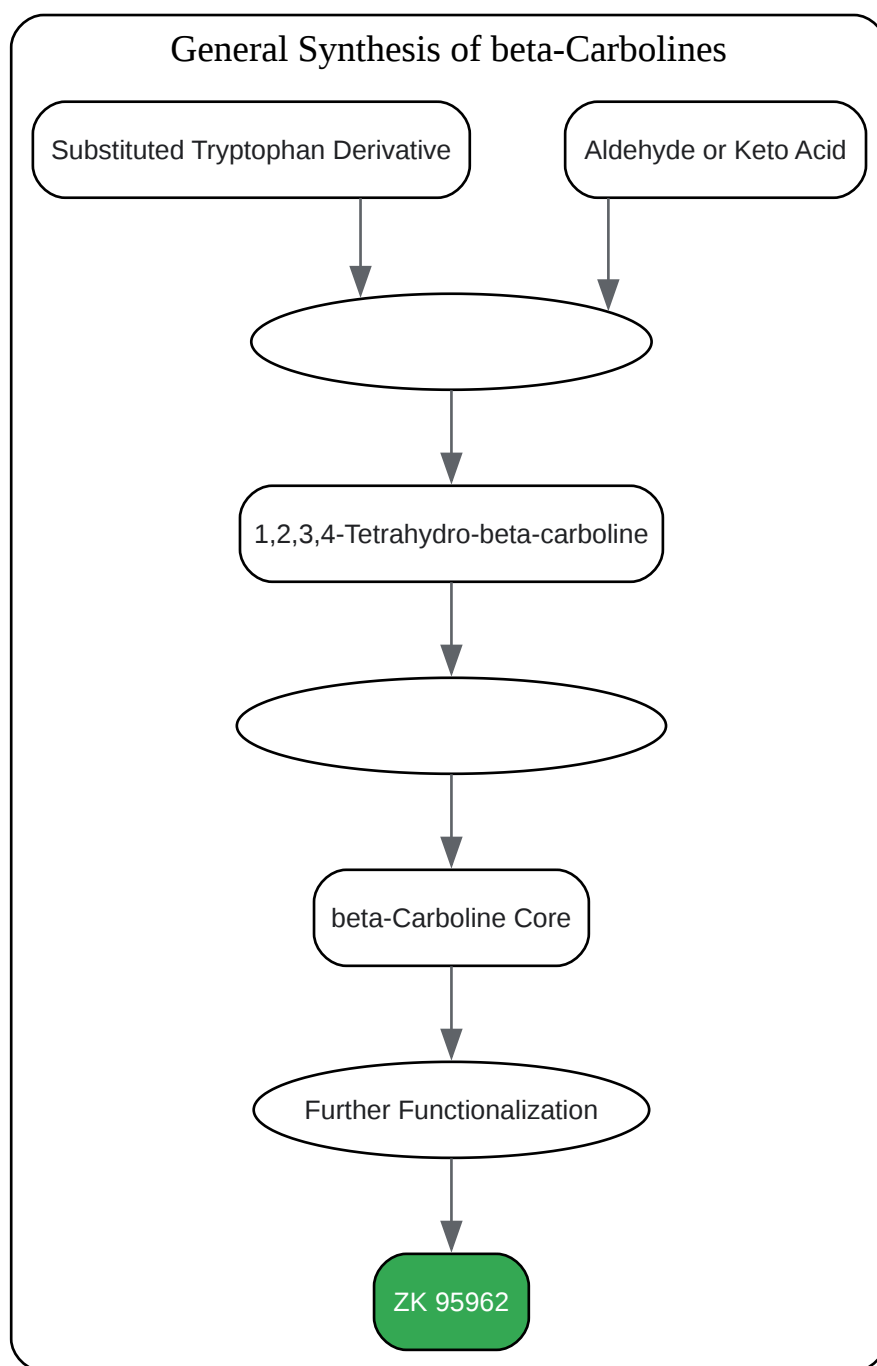 General Synthesis of beta-Carbolines
Substituted Tryptophan Derivative
Aldehyde or Keto Acid
1,2,3,4-Tetrahydro-beta-carboline
beta-Carboline Core
Further Functionalization
ZK 95962